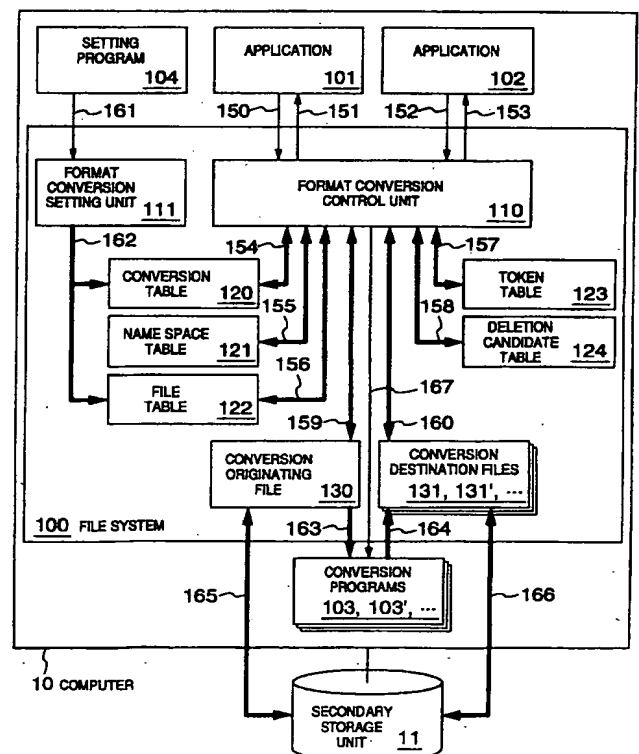 SETTING
PROGRAM
104
APPLICATION
101
APPLICATION
102
161
150
151
152
153
FORMAT
CONVERSION
SETTING UNIT
111
FORMAT CONVERSION
CONTROL UNIT
110
162
154
157
CONVERSION
TABLE
120
TOKEN
TABLE
123
155
158
NAME SPACE
TABLE
121
DELETION
CANDIDATE
TABLE
124
156
FILE
TABLE
122
167
159
160
CONVERSION
ORIGINATING
FILE
130
CONVERSION
DESTINATION FILES
131, 131', ...
100 FILE SYSTEM
163
164
165
CONVERSION
PROGRAMS
103, 103', ...
166
10 COMPUTER
SECONDARY
STORAGE
UNIT
11